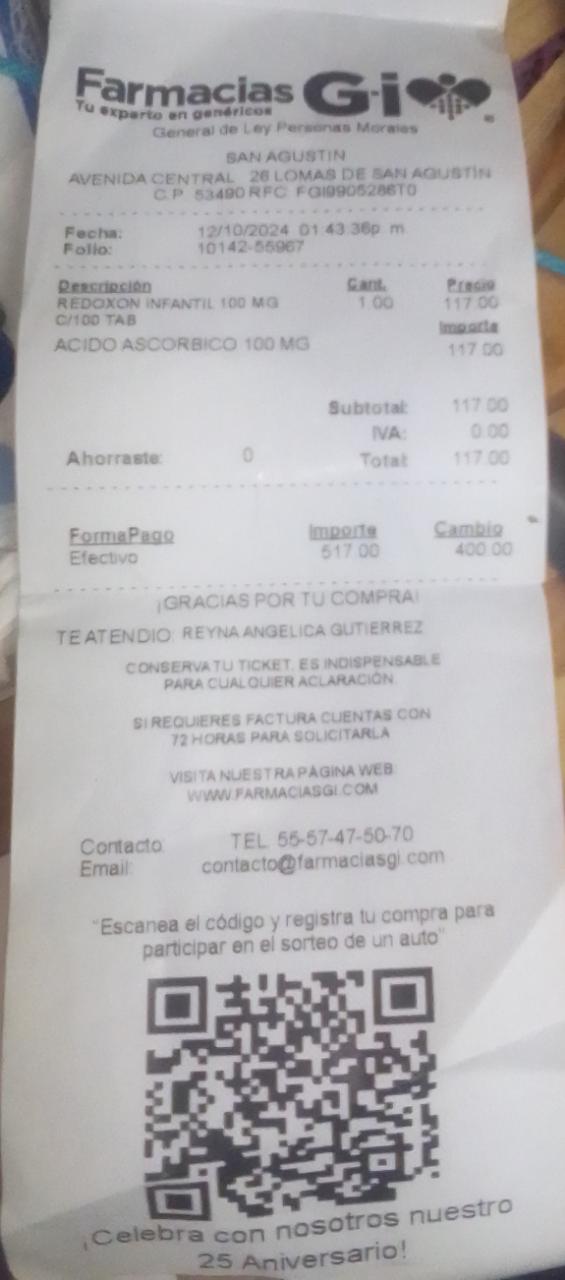 Farmacias Gi
Tu experto en genéricos
General de Ley Personas Morales
SAN AGUSTIN
AVENIDA CENTRAL 26 LOMAS DE SAN AGUSTÍN
C.P 53490 RFC FGI9905286T0
Fecha: 12/10/2024 01:43:36p. m.
Folio: 10142-55967
Descripción Cant. Precio
REDOXON INFANTIL 100 MG 1.00 117.00
C/100 TAB Importe
ACIDO ASCORBICO 100 MG 117.00
Subtotal: 117.00
IVA: 0.00
Ahorraste: 0 Total: 117.00
FormaPago Importe Cambio
Efectivo 517.00 400.00
¡GRACIAS POR TU COMPRA!
TE ATENDIO: REYNA ANGELICA GUTIERREZ
CONSERVA TU TICKET, ES INDISPENSABLE
PARA CUALQUIER ACLARACIÓN
SI REQUIERES FACTURA CUENTAS CON
72 HORAS PARA SOLICITARLA
VISITA NUESTRA PÁGINA WEB:
WWW.FARMACIASGI.COM
Contacto: TEL 55-57-47-50-70
Email: contacto@farmaciasgi.com
"Escanea el código y registra tu compra para
participar en el sorteo de un auto"
¡Celebra con nosotros nuestro
25 Aniversario!